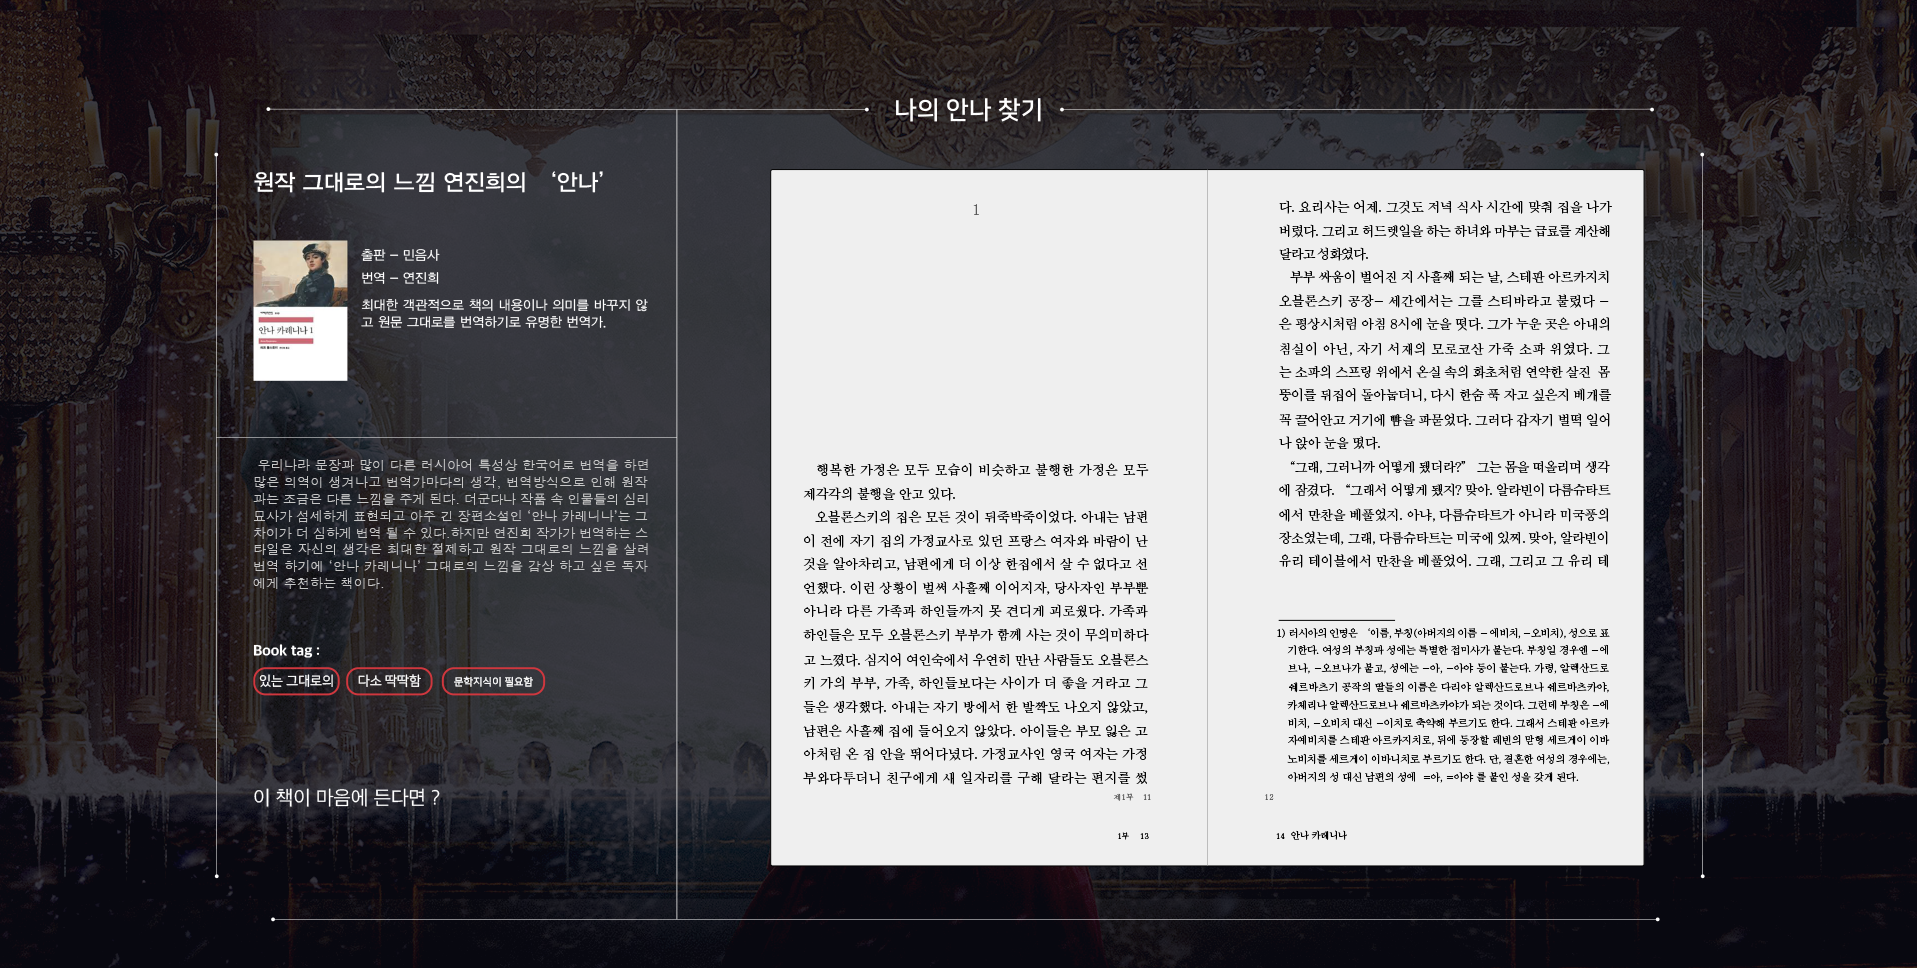 나의 안나 찾기
원작 그대로의 느낌 연진희의 ‘안나’
출판 – 민음사
번역 – 연진희
최대한 객관적으로 책의 내용이나 의미를 바꾸지 않
고 원문 그대로를 번역하기로 유명한 번역가.
안나 카레니나 1
우리나라 문장과 많이 다른 러시아어 특성상 한국어로 번역을 하면
많은 의역이 생겨나고 번역가마다의 생각, 번역방식으로 인해 원작
과는 조금은 다른 느낌을 주게 된다. 더군다나 작품 속 인물들의 심리
묘사가 섬세하게 표현되고 아주 긴 장편소설인 ‘안나 카레니나’는 그
차이가 더 심하게 번역 될 수 있다.하지만 연진희 작가가 번역하는 스
타일은 자신의 생각은 최대한 절제하고 원작 그대로의 느낌을 살려
번역 하기에 ‘안나 카레니나’ 그대로의 느낌을 감상 하고 싶은 독자
에게 추천하는 책이다.
Book tag :
있는 그대로의 다소 딱딱함 문학지식이 필요함
이 책이 마음에 든다면 ?
1
행복한 가정은 모두 모습이 비슷하고 불행한 가정은 모두
제각각의 불행을 안고 있다.
오블론스키의 집은 모든 것이 뒤죽박죽이었다. 아내는 남편
이 전에 자기 집의 가정교사로 있던 프랑스 여자와 바람이 난
것을 알아차리고, 남편에게 더 이상 한집에서 살 수 없다고 선
언했다. 이런 상황이 벌써 사흘째 이어지자, 당사자인 부부뿐
아니라 다른 가족과 하인들까지 못 견디게 괴로웠다. 가족과
하인들은 모두 오블론스키 부부가 함께 사는 것이 무의미하다
고 느꼈다. 심지어 여인숙에서 우연히 만난 사람들도 오블론스
키 가의 부부, 가족, 하인들보다는 사이가 더 좋을 거라고 그
들은 생각했다. 아내는 자기 방에서 한 발짝도 나오지 않았고,
남편은 사흘째 집에 들어오지 않았다. 아이들은 부모 잃은 고
아처럼 온 집 안을 뛰어다녔다. 가정교사인 영국 여자는 가정
부와다투더니 친구에게 새 일자리를 구해 달라는 편지를 썼
제1부 11
1부 13
다. 요리사는 어제. 그것도 저녁 식사 시간에 맞춰 집을 나가
버렸다. 그리고 허드렛일을 하는 하녀와 마부는 급료를 계산해
달라고 성화였다.
부부 싸움이 벌어진 지 사흘째 되는 날, 스테판 아르카지치
오블론스키 공장– 세간에서는 그를 스티바라고 불렀다 –
은 평상시처럼 아침 8시에 눈을 떳다. 그가 누운 곳은 아내의
침실이 아닌, 자기 서재의 모로코산 가죽 소파 위였다. 그
는 소파의 스프링 위에서 온실 속의 화초처럼 연약한 살진 몸
뚱이를 뒤집어 돌아눕더니, 다시 한숨 푹 자고 싶은지 베개를
꼭 끌어안고 거기에 뺨을 파묻었다. 그러다 갑자기 벌떡 일어
나 앉아 눈을 떴다.
“그래, 그러니까 어떻게 됐더라?” 그는 몸을 떠올리며 생각
에 잠겼다. “그래서 어떻게 됐지? 맞아. 알라빈이 다름슈타트
에서 만찬을 베풀었지. 아냐, 다름슈타트가 아니라 미국풍의
장소였는데, 그래, 다름슈타트는 미국에 있꺼. 맞아, 알라빈이
유리 테이블에서 만찬을 베풀었어. 그래, 그리고 그 유리 테
1) 러시아의 인명은 ‘이름, 부칭(아버지의 이름 – 에비치, –오비치), 성으로 표
기한다. 여성의 부칭과 성에는 특별한 접미사가 붙는다. 부칭일 경우엔 –에
브나, –오브나가 붙고, 성에는 –아, –아야 등이 붙는다. 가령, 알렉산드로
쉐르바츠기 공작의 딸들의 이름은 다리야 알렉산드로브나 쉐르바츠카야,
카체리나 알렉산드로브나 쉐르바츠카야가 되는 것이다. 그런데 부칭은 –에
비치, –오비치 대신 –이치로 축약해 부르기도 한다. 그래서 스테판 아르카
자에비치를 스테판 아르카지치로, 뒤에 등장할 레빈의 맏형 세르게이 이바
노비치를 세르게이 이바니치로 부르기도 한다. 단, 결혼한 여성의 경우에는,
아버지의 성 대신 남편의 성에 =아, =아야 를 붙인 성을 갖게 된다.
12
14 안나 카레니나